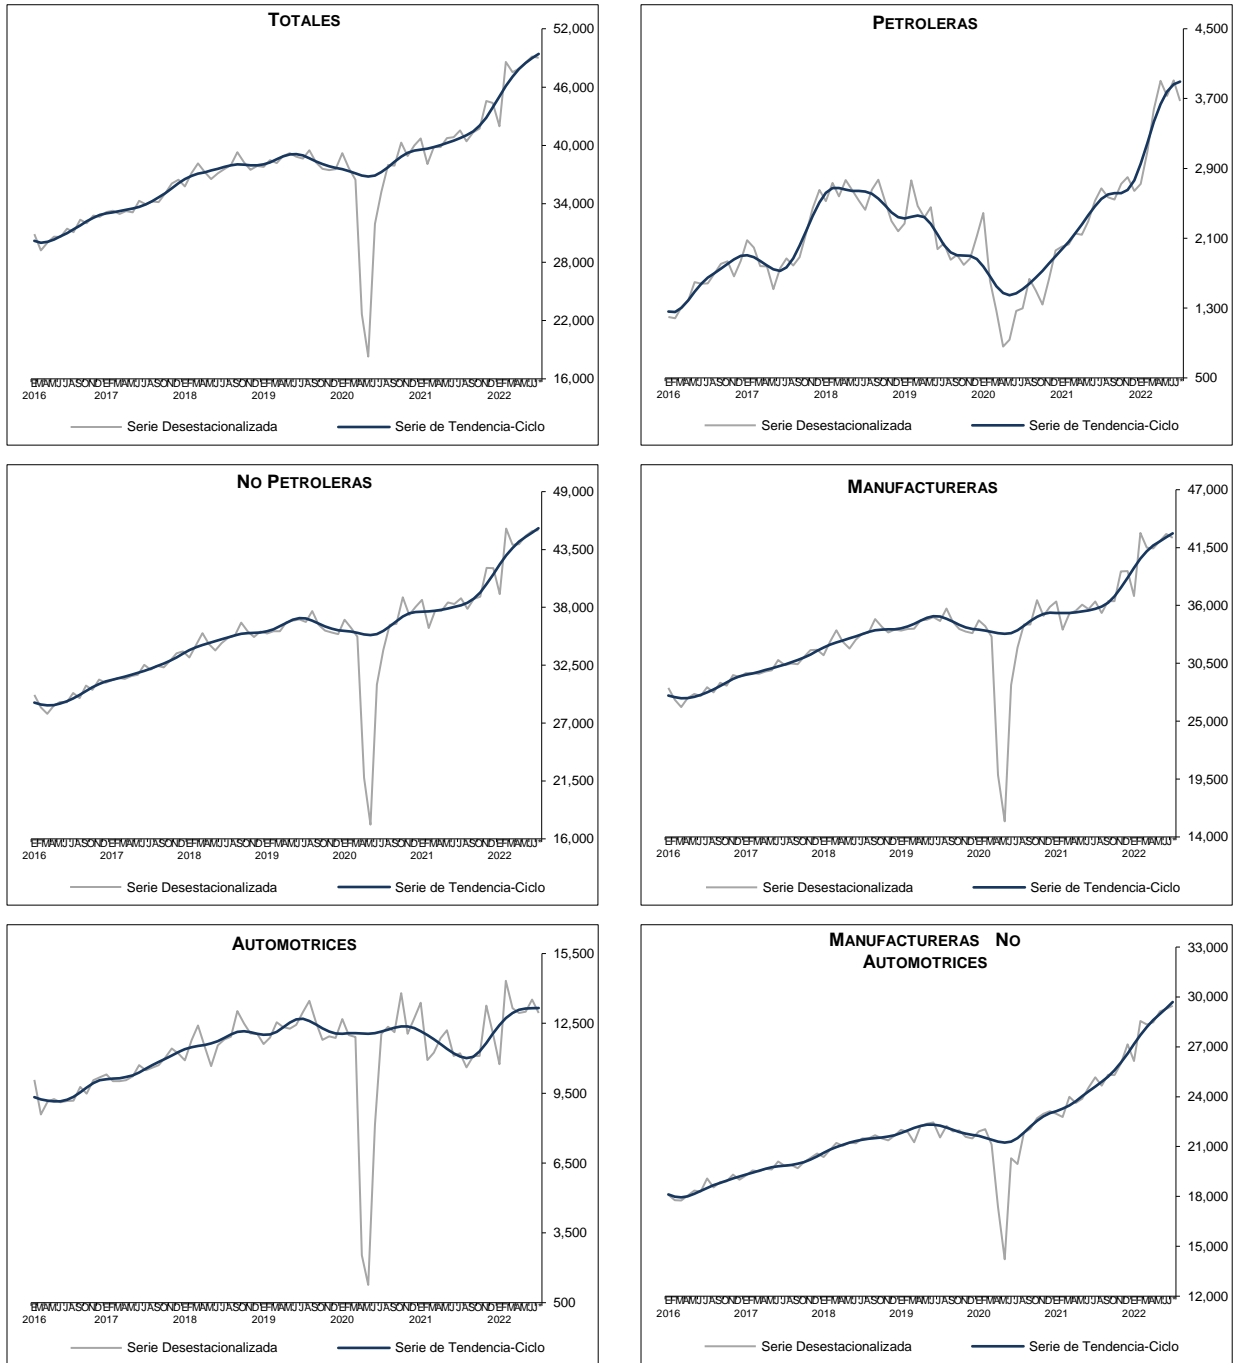 TOTALES
52,000
46,000
40,000
34,000
28,000
22,000
16,000
2016 2017 2018 2019 2020 2021 2022
Serie Desestacionalizada Serie de Tendencia-Ciclo
PETROLERAS
4,500
3,700
2,900
2,100
1,300
500
2016 2017 2018 2019 2020 2021 2022
Serie Desestacionalizada Serie de Tendencia-Ciclo
NO PETROLERAS
49,000
43,500
38,000
32,500
27,000
21,500
16,000
2016 2017 2018 2019 2020 2021 2022
Serie Desestacionalizada Serie de Tendencia-Ciclo
MANUFACTURERAS
47,000
41,500
36,000
30,500
25,000
19,500
14,000
2016 2017 2018 2019 2020 2021 2022
Serie Desestacionalizada Serie de Tendencia-Ciclo
AUTOMOTRICES
15,500
12,500
9,500
6,500
3,500
500
2016 2017 2018 2019 2020 2021 2022
Serie Desestacionalizada Serie de Tendencia-Ciclo
MANUFACTURERAS NO
AUTOMOTRICES
33,000
30,000
27,000
24,000
21,000
18,000
15,000
12,000
2016 2017 2018 2019 2020 2021 2022
Serie Desestacionalizada Serie de Tendencia-Ciclo